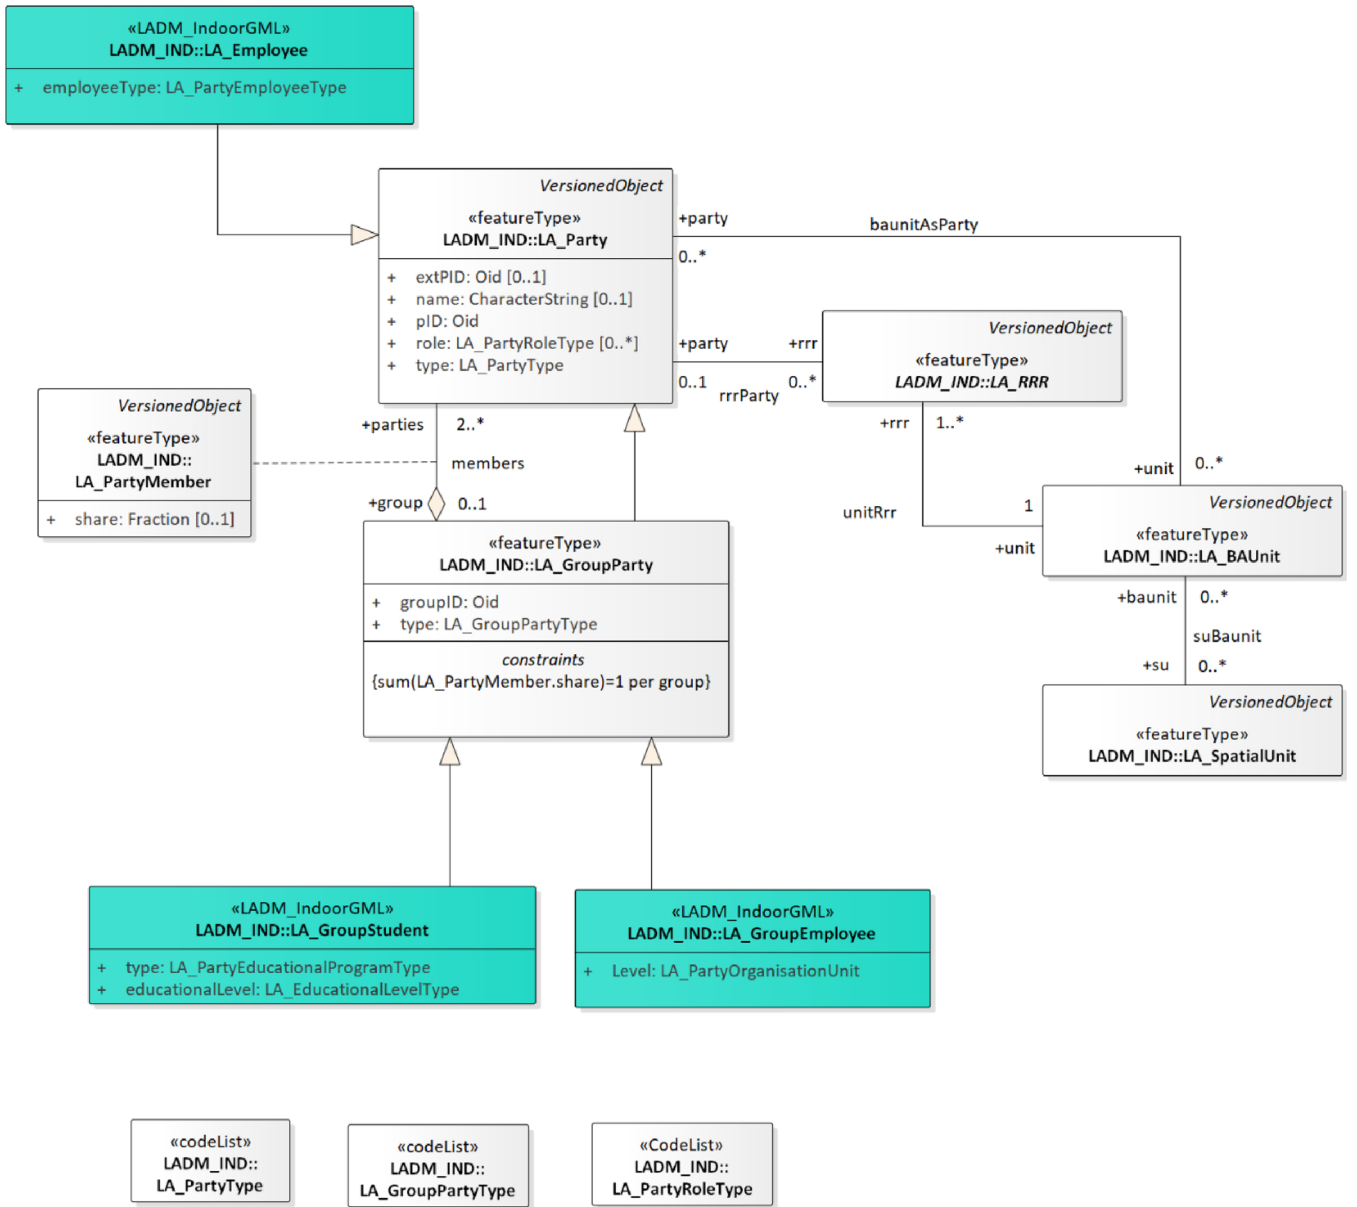 «LADM_IndoorGML»
LADM_IND::LA_Employee
+ employeeType: LA_PartyEmployeeType
VersionedObject
«featureType»
LADM_IND::LA_Party
+ extPID: Oid [0..1]
+ name: CharacterString [0..1]
+ pID: Oid
+ role: LA_PartyRoleType [0..*]
+ type: LA_PartyType
+party
0..*
baunitAsParty
+unit
0..*
+party
0..1
rrrParty
+rrr
0..*
VersionedObject
«featureType»
LADM_IND::LA_RRR
+rrr
1..*
unitRrr
1
+unit
VersionedObject
«featureType»
LADM_IND::
LA_PartyMember
+ share: Fraction [0..1]
+parties
2..*
members
+group
0..1
«featureType»
LADM_IND::LA_GroupParty
+ groupID: Oid
+ type: LA_GroupPartyType
constraints
{sum(LA_PartyMember.share)=1 per group}
VersionedObject
«featureType»
LADM_IND::LA_BAUnit
+baunit
0..*
suBaunit
+su
0..*
VersionedObject
«featureType»
LADM_IND::LA_SpatialUnit
«LADM_IndoorGML»
LADM_IND::LA_GroupStudent
+ type: LA_PartyEducationalProgramType
+ educationalLevel: LA_EducationalLevelType
«LADM_IndoorGML»
LADM_IND::LA_GroupEmployee
+ Level: LA_PartyOrganisationUnit
«codeList»
LADM_IND::
LA_PartyType
«codeList»
LADM_IND::
LA_GroupPartyType
«CodeList»
LADM_IND::
LA_PartyRoleType